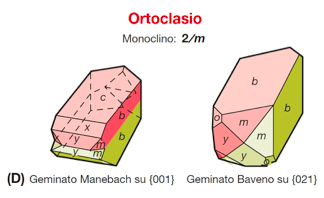 Ortoclasio
Monoclino: 2/m
c
b
b
x
x
y
m
y
m
b
b
o
m
m
y
y
o
(D) Geminato Manebach su {001}
Geminato Baveno su {021}